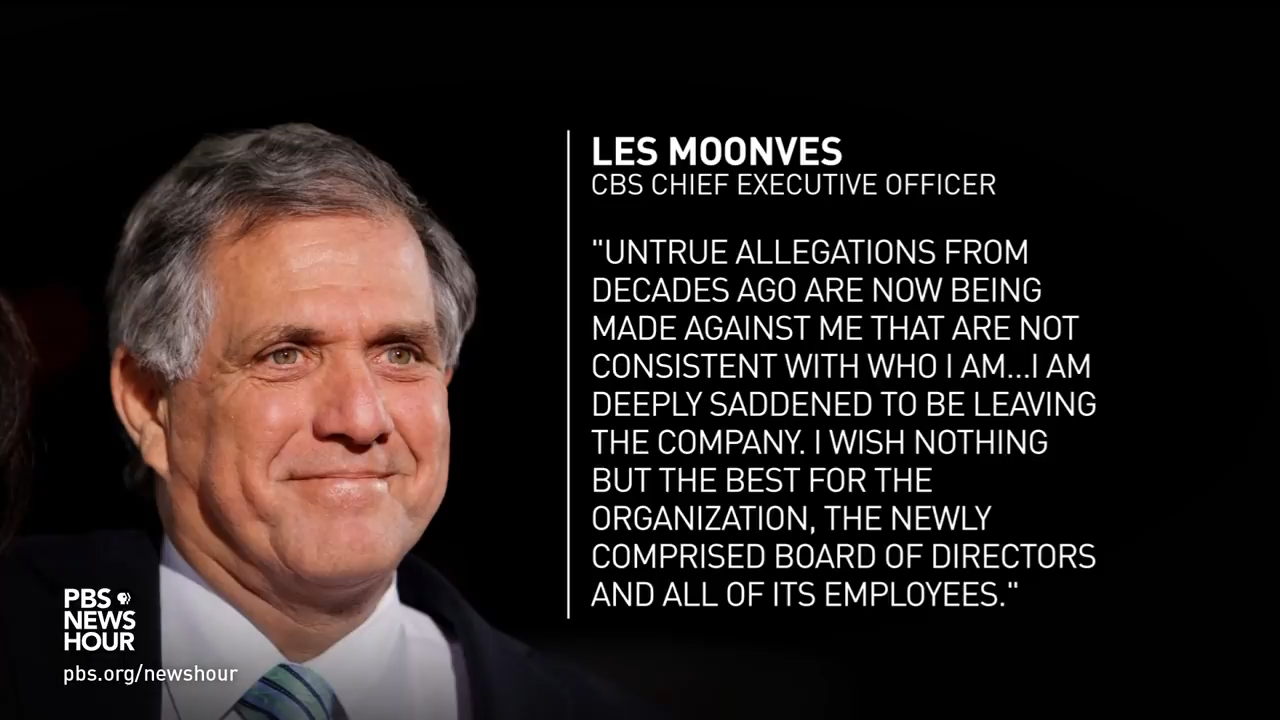 LES MOONVES
CBS CHIEF EXECUTIVE OFFICER
"UNTRUE ALLEGATIONS FROM
DECADES AGO ARE NOW BEING
MADE AGAINST ME THAT ARE NOT
CONSISTENT WITH WHO I AM...I AM
DEEPLY SADDENED TO BE LEAVING
THE COMPANY. I WISH NOTHING
BUT THE BEST FOR THE
ORGANIZATION, THE NEWLY
COMPRISED BOARD OF DIRECTORS
AND ALL OF ITS EMPLOYEES."
PBS
NEWS
HOUR
pbs.org/newshour